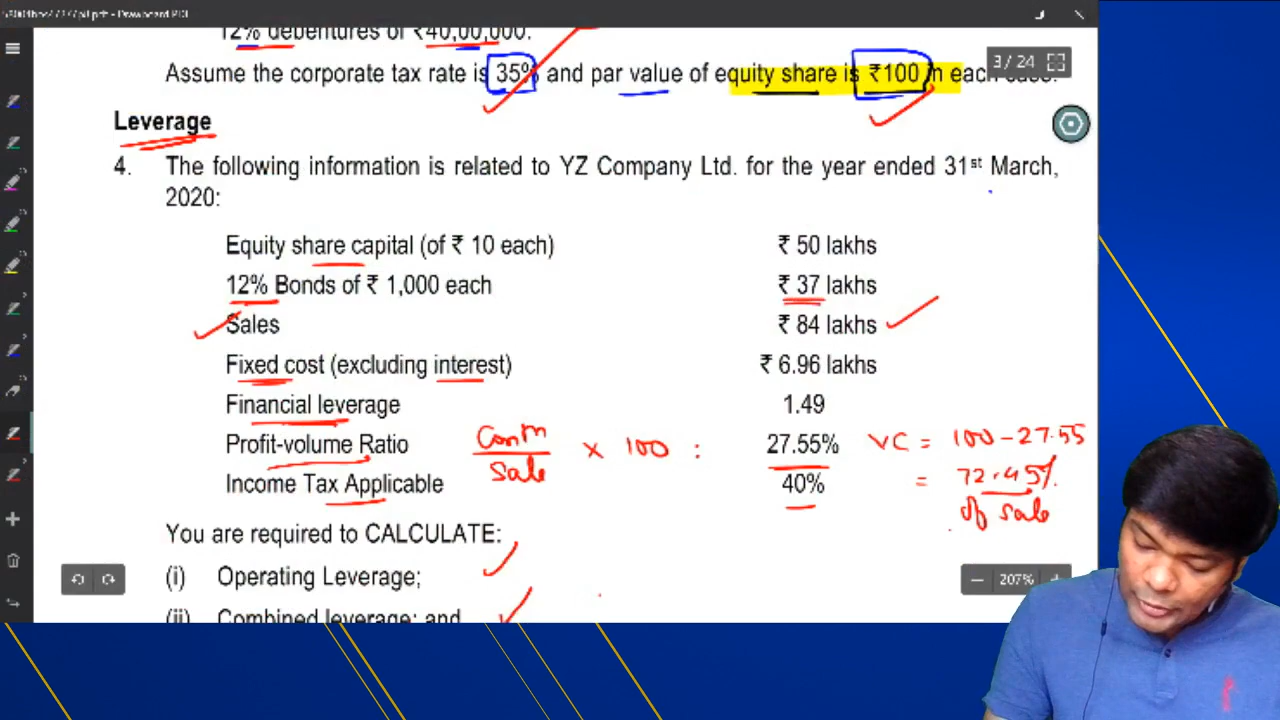 12% debentures of ₹40,00,000.
Assume the corporate tax rate is 35% and par value of equity share is ₹100 in each case.
3 / 24
Leverage
4. The following information is related to YZ Company Ltd. for the year ended 31st March,
2020:
Equity share capital (of ₹ 10 each) ₹ 50 lakhs
12% Bonds of ₹ 1,000 each ₹ 37 lakhs
Sales ₹ 84 lakhs
Fixed cost (excluding interest) ₹ 6.96 lakhs
Financial leverage 1.49
Profit-volume Ratio Contn / Sale × 100 : 27.55% VC = 100 - 27.55
Income Tax Applicable 40% = 72.45%
of sale
You are required to CALCULATE:
(i) Operating Leverage;
207%
(ii) Combined leverage; and